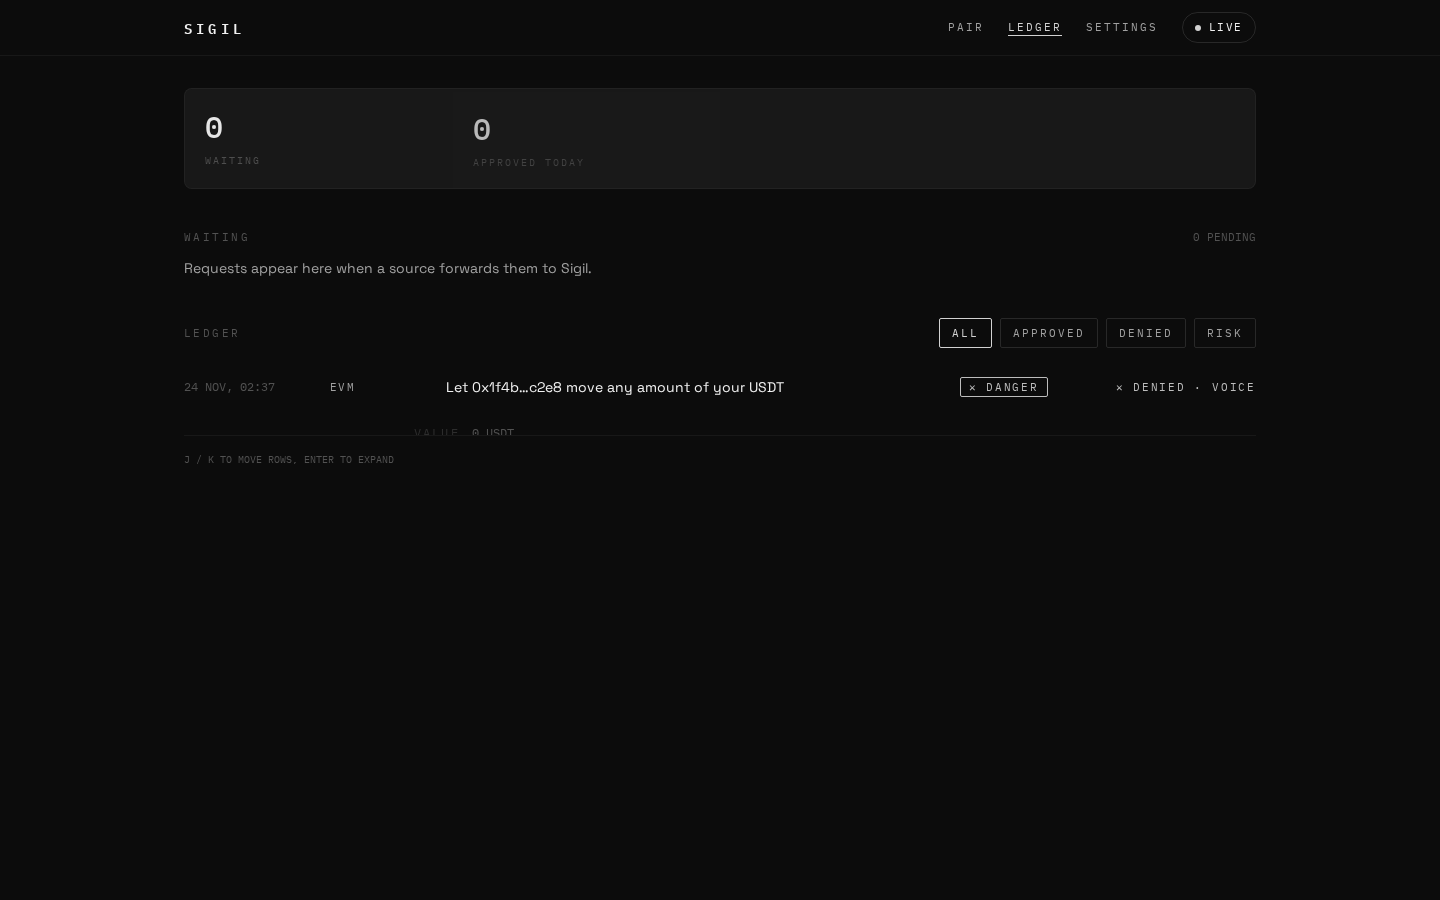 SIGIL
PAIR LEDGER SETTINGS LIVE
0 0
WAITING APPROVED TODAY
WAITING 0 PENDING
Requests appear here when a source forwards them to Sigil.
LEDGER ALL APPROVED DENIED RISK
24 NOV, 02:37 EVM Let 0x1f4b…c2e8 move any amount of your USDT × DANGER × DENIED · VOICE
VALUE 0 USDT
J / K TO MOVE ROWS, ENTER TO EXPAND